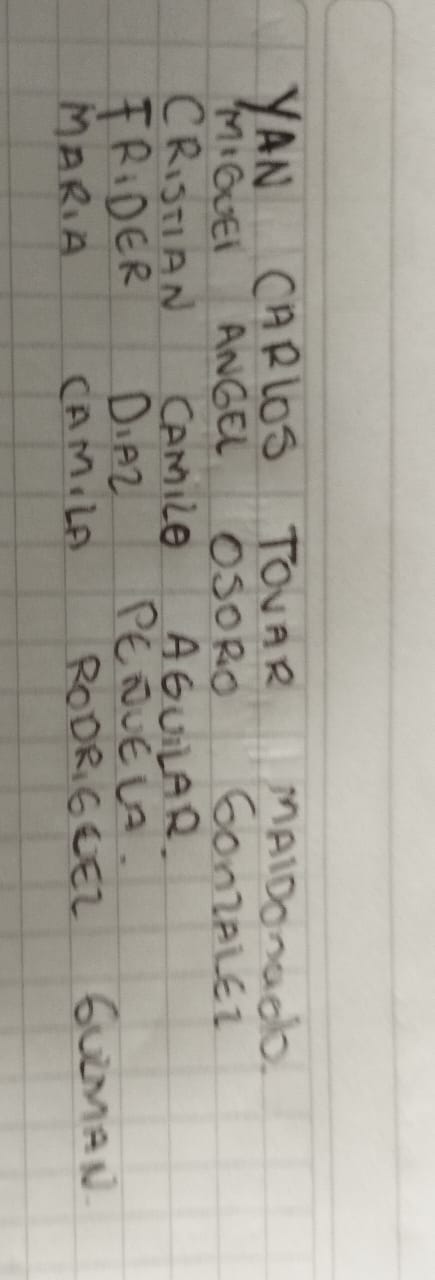 YAN CARLOS TOVAR MAlDOnado.
MiGUEl ANGEL OSORO GOnZALEZ
CRiSTIAN CAMiLO AGUiLAR.
FRiDER DiAZ PEÑUELA.
MARiA CAMiLA RODRiGUEZ GUZMAN.